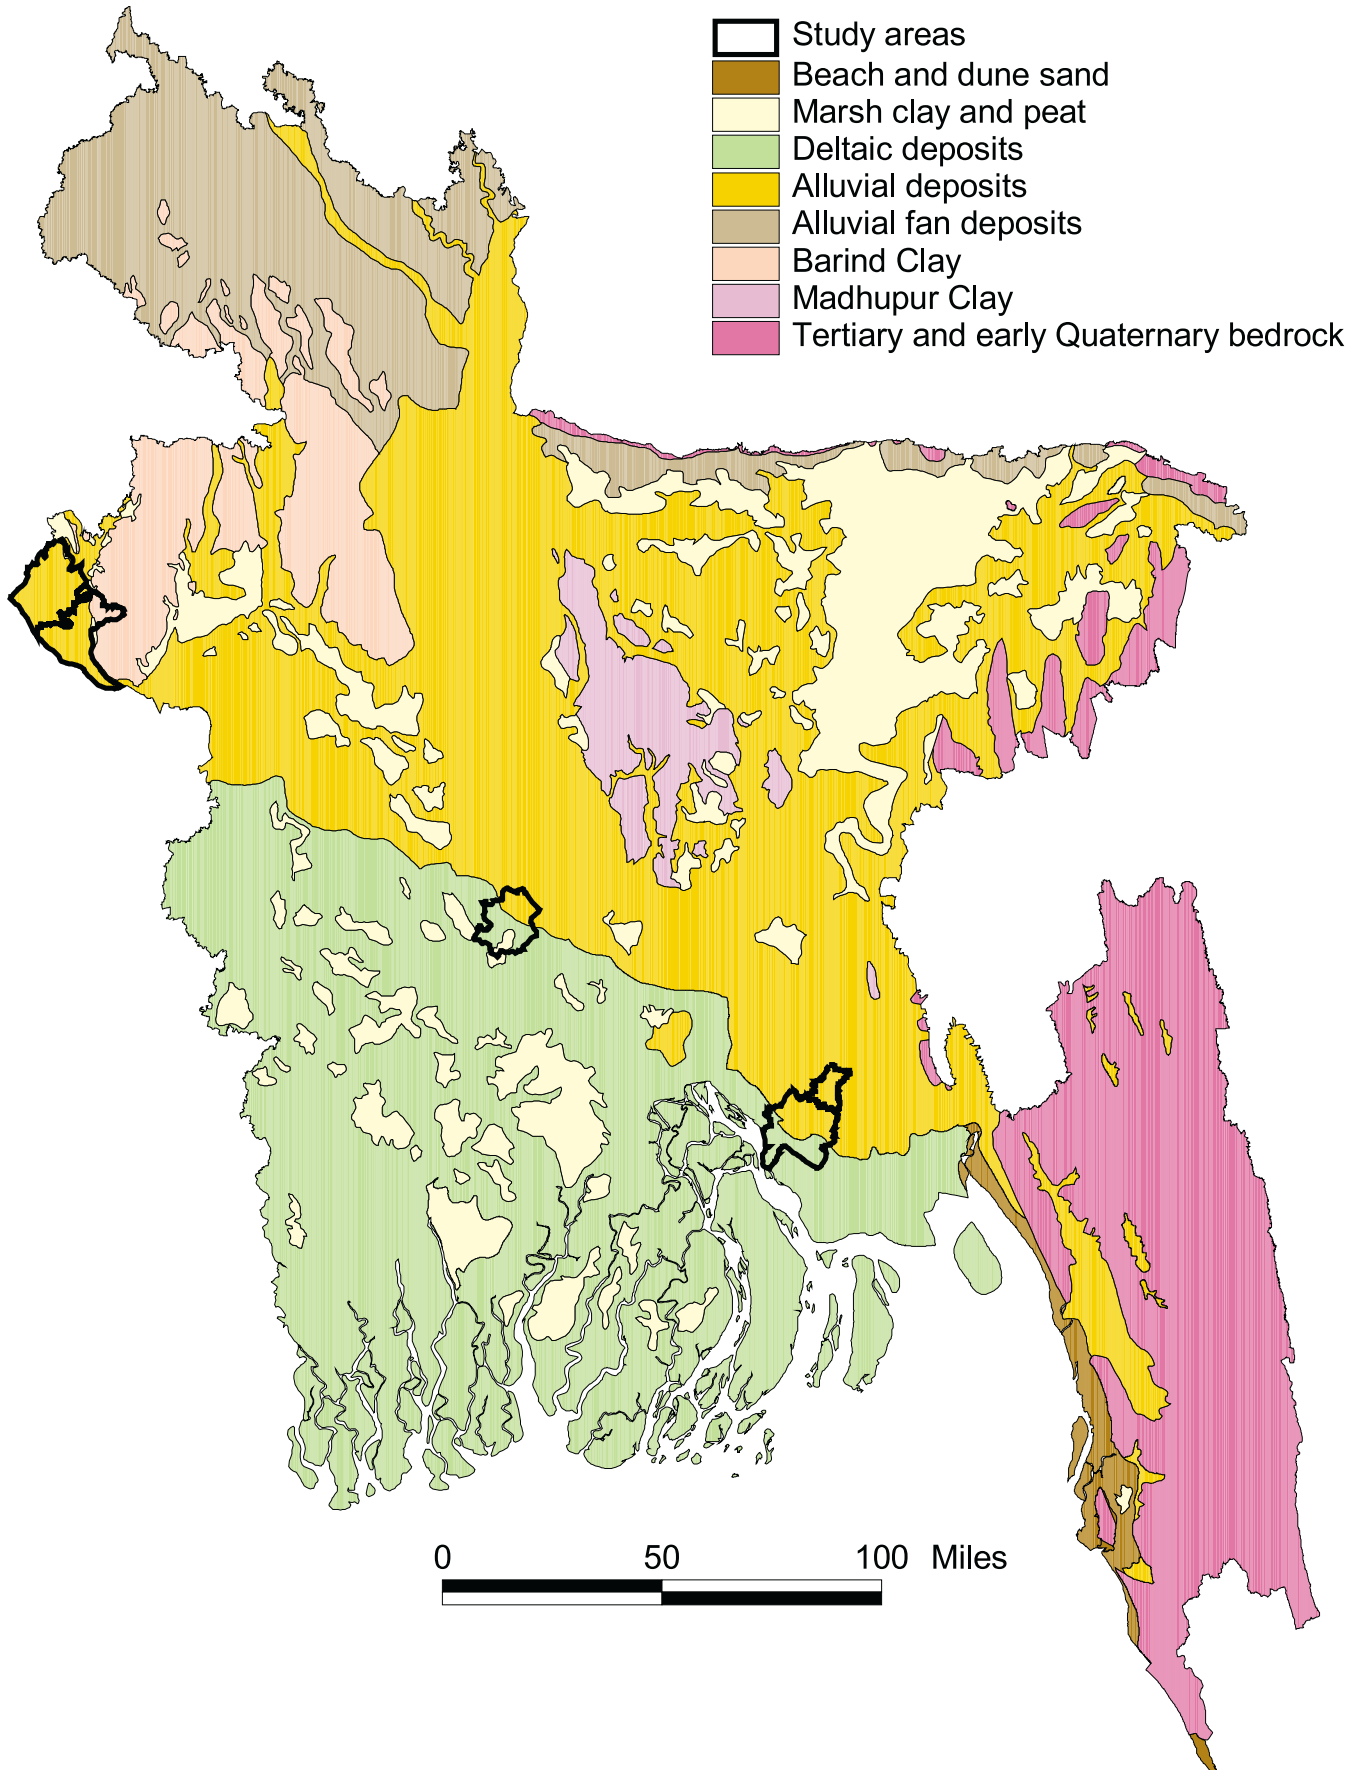 Study areas
Beach and dune sand
Marsh clay and peat
Deltaic deposits
Alluvial deposits
Alluvial fan deposits
Barind Clay
Madhupur Clay
Tertiary and early Quaternary bedrock
0 50 100 Miles